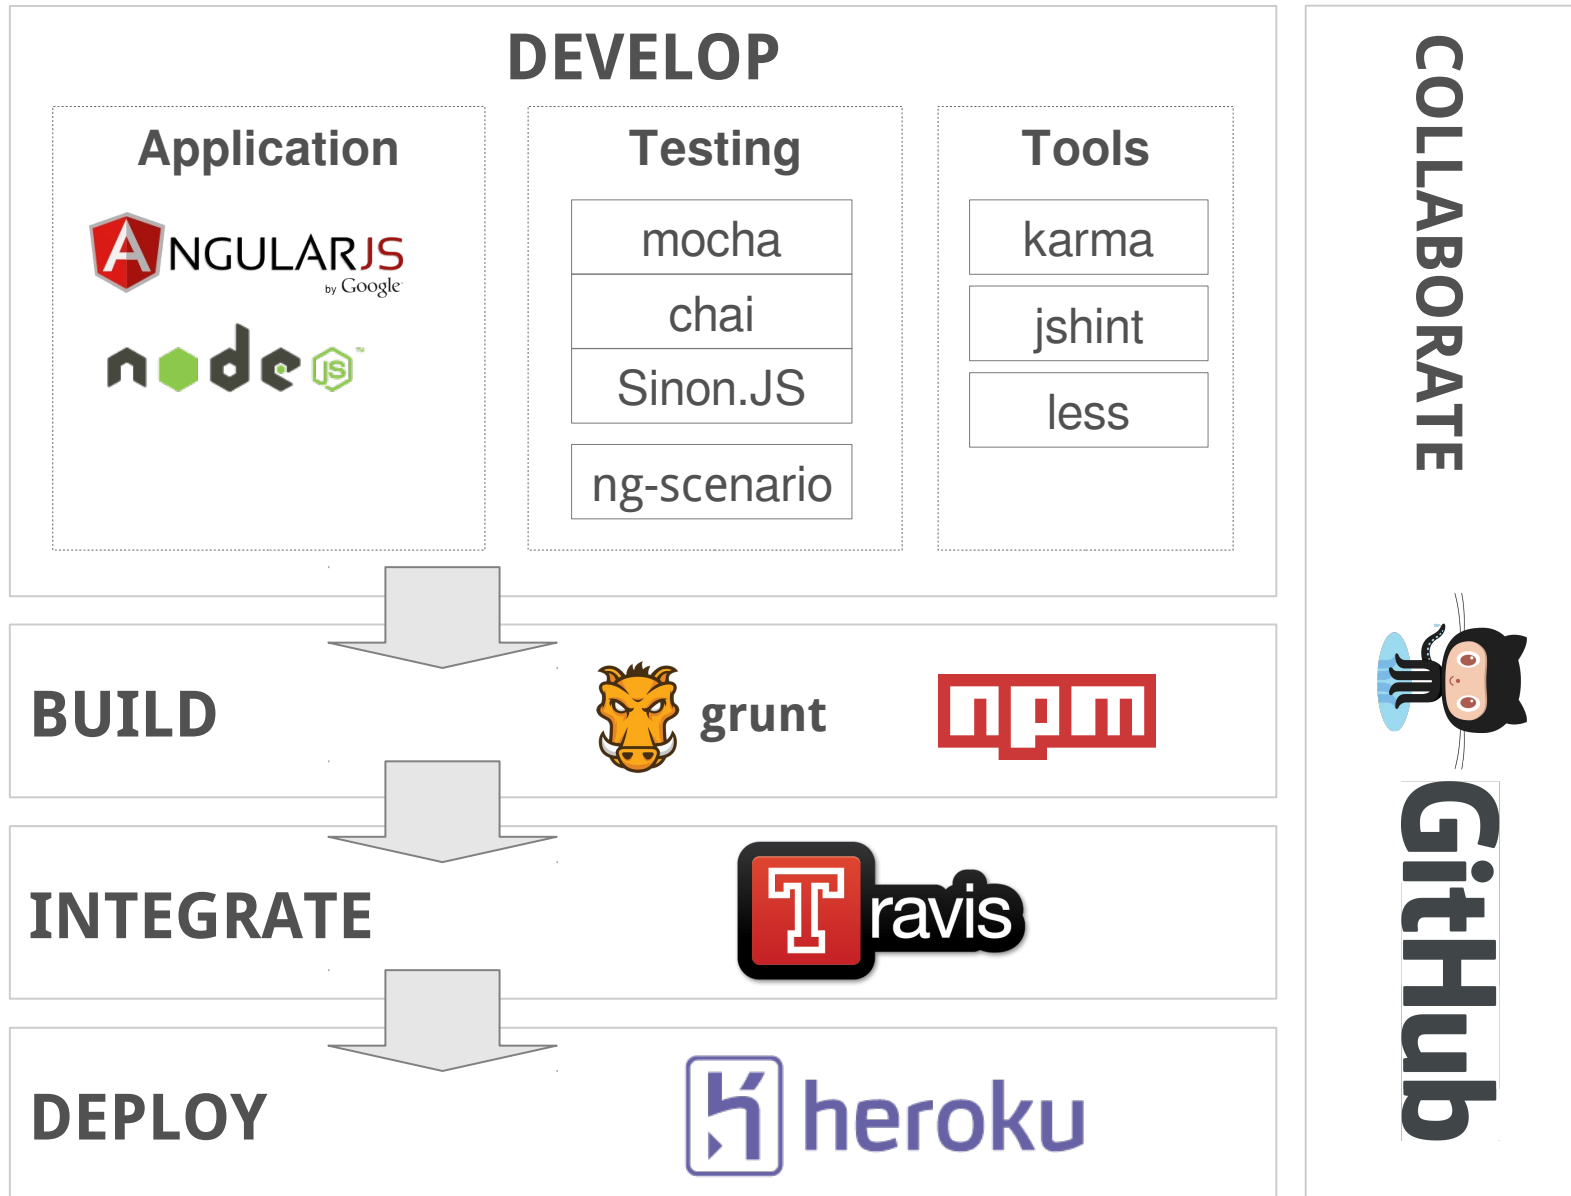 DEVELOP
Application
ANGULARJS
by Google
node JS ™
Testing
mocha
chai
Sinon.JS
ng-scenario
Tools
karma
jshint
less
BUILD
grunt
npm
INTEGRATE
Travis
DEPLOY
heroku
COLLABORATE
GitHub